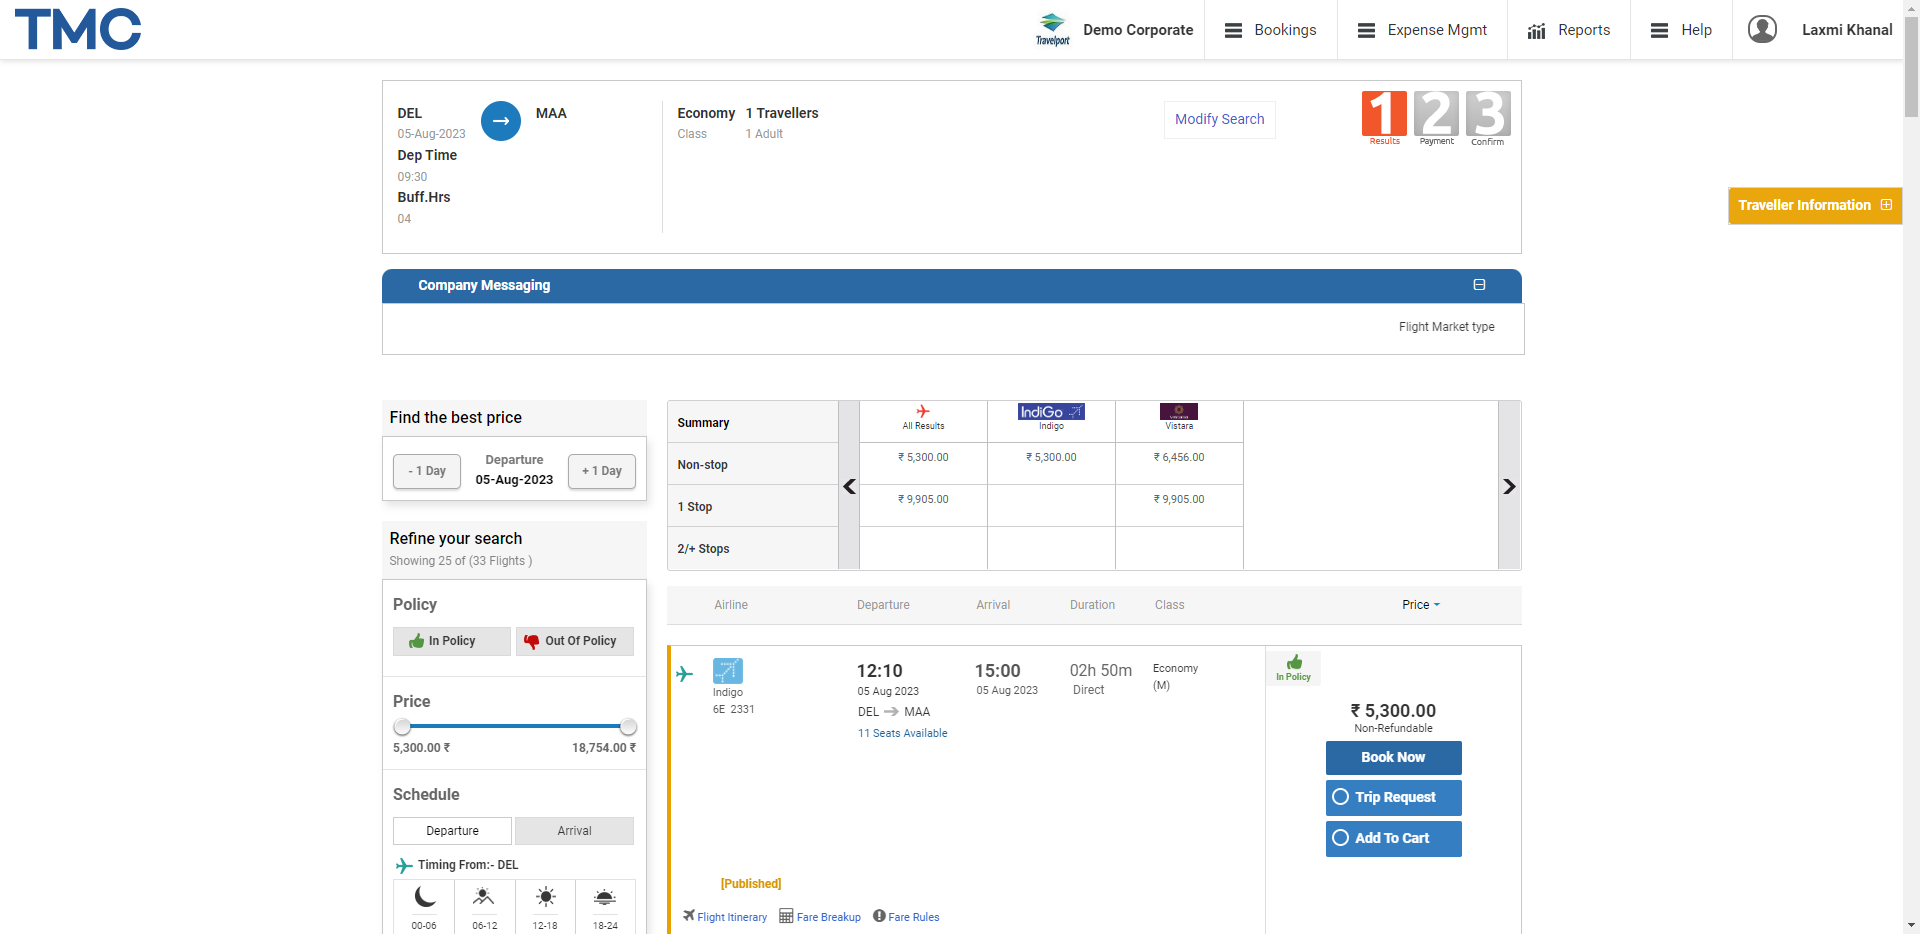 TMC
Travelport
Demo Corporate
Bookings
Expense Mgmt
Reports
Help
Laxmi Khanal
DEL
05-Aug-2023
MAA
Dep Time
09:30
Buff.Hrs
04
Economy
Class
1 Travellers
1 Adult
Modify Search
1
Results
2
Payment
3
Confirm
Traveller Information
Company Messaging
Flight Market type
Find the best price
- 1 Day
Departure
05-Aug-2023
+ 1 Day
Refine your search
Showing 25 of (33 Flights )
Policy
In Policy
Out Of Policy
Price
5,300.00 ₹
18,754.00 ₹
Schedule
Departure
Arrival
Timing From:- DEL
00-06
06-12
12-18
18-24
Summary
All Results
IndiGo
Indigo
Vistara
Non-stop
₹ 5,300.00
₹ 5,300.00
₹ 6,456.00
1 Stop
₹ 9,905.00
₹ 9,905.00
2/+ Stops
Airline
Departure
Arrival
Duration
Class
Price
Indigo
6E 2331
12:10
05 Aug 2023
DEL
MAA
11 Seats Available
15:00
05 Aug 2023
02h 50m
Direct
Economy
(M)
In Policy
₹ 5,300.00
Non-Refundable
Book Now
Trip Request
Add To Cart
[Published]
Flight Itinerary
Fare Breakup
Fare Rules